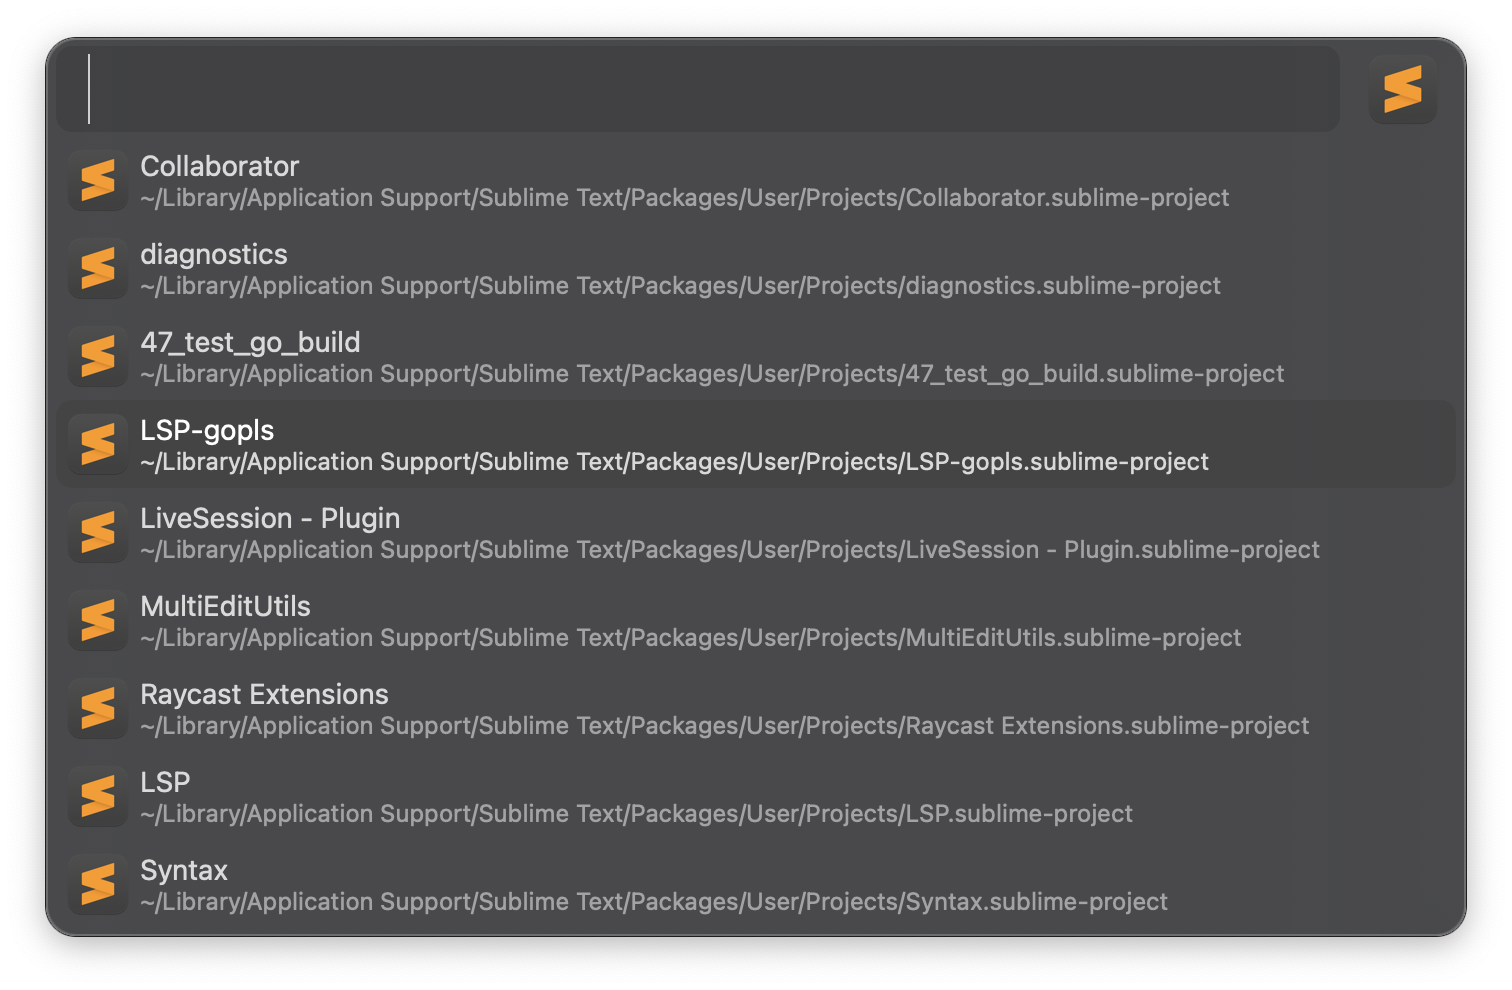 Collaborator
~/Library/Application Support/Sublime Text/Packages/User/Projects/Collaborator.sublime-project
diagnostics
~/Library/Application Support/Sublime Text/Packages/User/Projects/diagnostics.sublime-project
47_test_go_build
~/Library/Application Support/Sublime Text/Packages/User/Projects/47_test_go_build.sublime-project
LSP-gopls
~/Library/Application Support/Sublime Text/Packages/User/Projects/LSP-gopls.sublime-project
LiveSession - Plugin
~/Library/Application Support/Sublime Text/Packages/User/Projects/LiveSession - Plugin.sublime-project
MultiEditUtils
~/Library/Application Support/Sublime Text/Packages/User/Projects/MultiEditUtils.sublime-project
Raycast Extensions
~/Library/Application Support/Sublime Text/Packages/User/Projects/Raycast Extensions.sublime-project
LSP
~/Library/Application Support/Sublime Text/Packages/User/Projects/LSP.sublime-project
Syntax
~/Library/Application Support/Sublime Text/Packages/User/Projects/Syntax.sublime-project